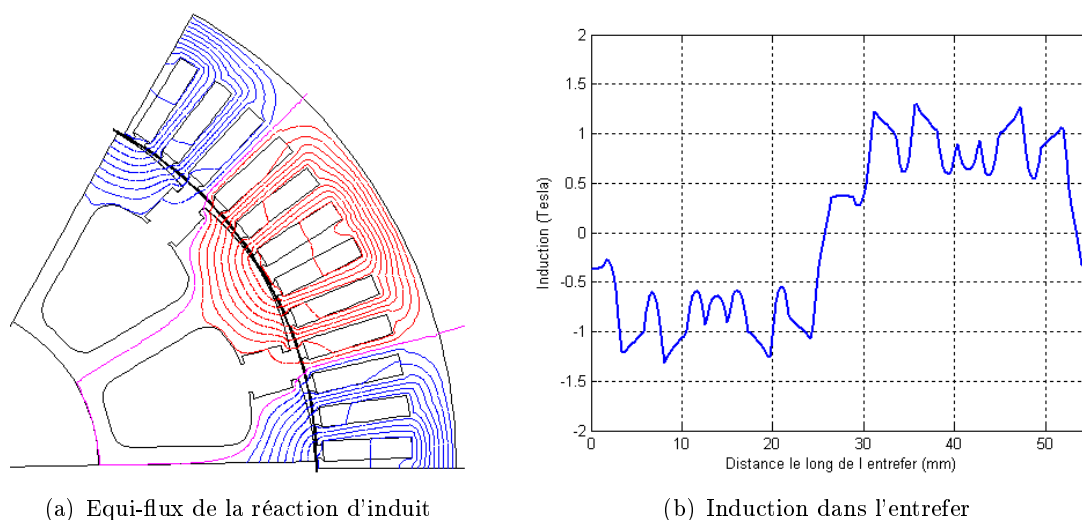 2
1.5
1
0.5
0
-0.5
-1
-1.5
-2
Induction (Tesla)
0 10 20 30 40 50
Distance le long de l entrefer (mm)
(a) Equi-flux de la réaction d'induit
(b) Induction dans l'entrefer